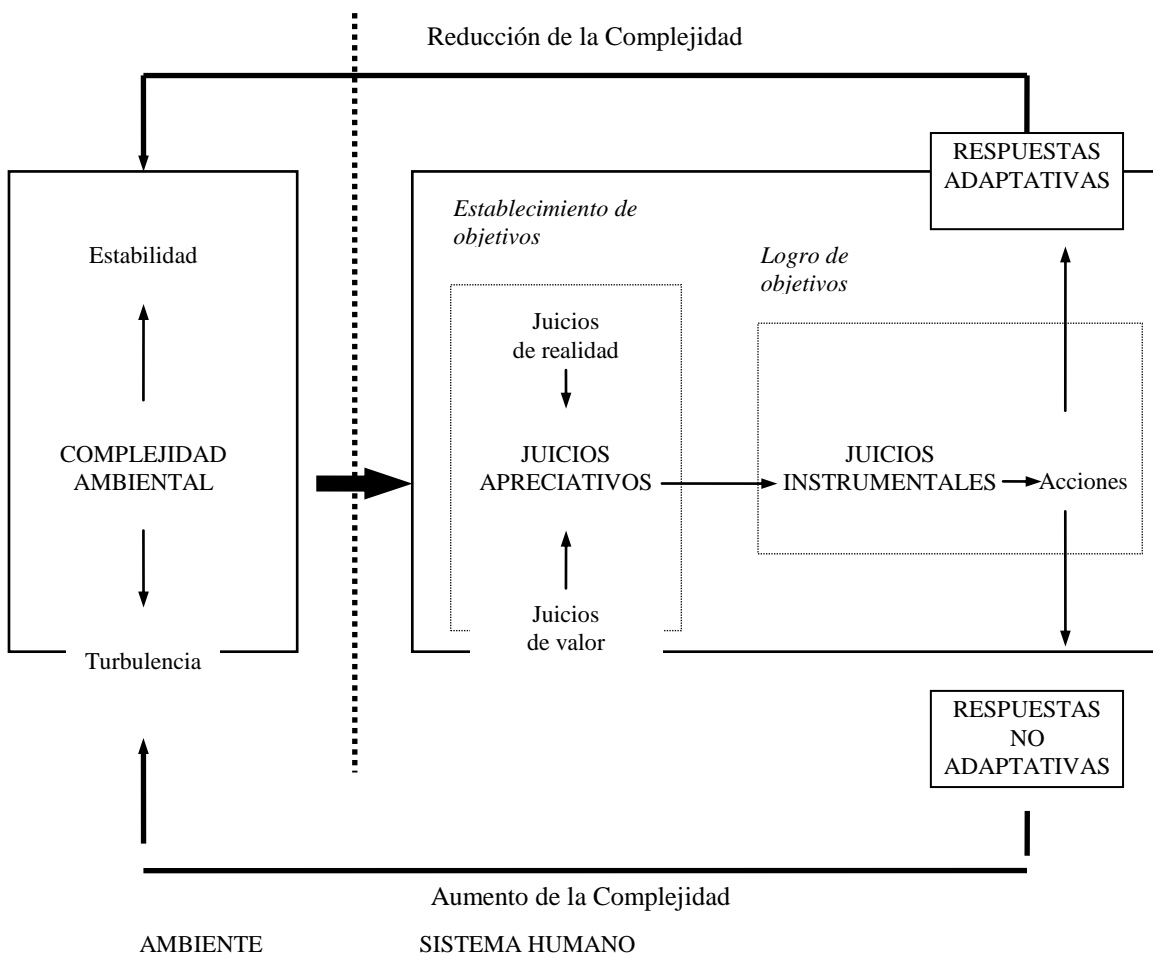 Reducción de la Complejidad
RESPUESTAS
ADAPTATIVAS
Establecimiento de
objetivos
Estabilidad
Logro de
objetivos
Juicios
de realidad
COMPLEJIDAD
AMBIENTAL
JUICIOS
APRECIATIVOS
JUICIOS
INSTRUMENTALES
Acciones
Juicios
de valor
Turbulencia
RESPUESTAS
NO
ADAPTATIVAS
Aumento de la Complejidad
AMBIENTE
SISTEMA HUMANO